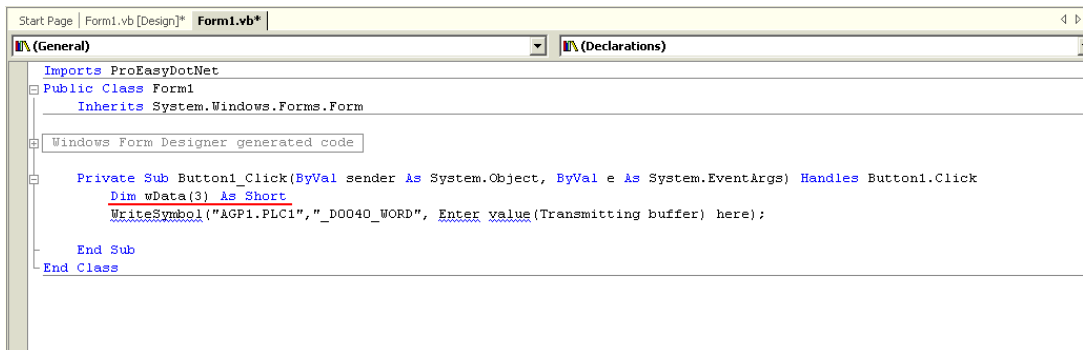 Start Page Form1.vb [Design]* Form1.vb*
(General) (Declarations)
Imports ProEasyDotNet
Public Class Form1
Inherits System.Windows.Forms.Form
Windows Form Designer generated code
Private Sub Button1_Click(ByVal sender As System.Object, ByVal e As System.EventArgs) Handles Button1.Click
Dim wData(3) As Short
WriteSymbol("AGP1.PLC1","_D0040_WORD", Enter value(Transmitting buffer) here);
End Sub
End Class